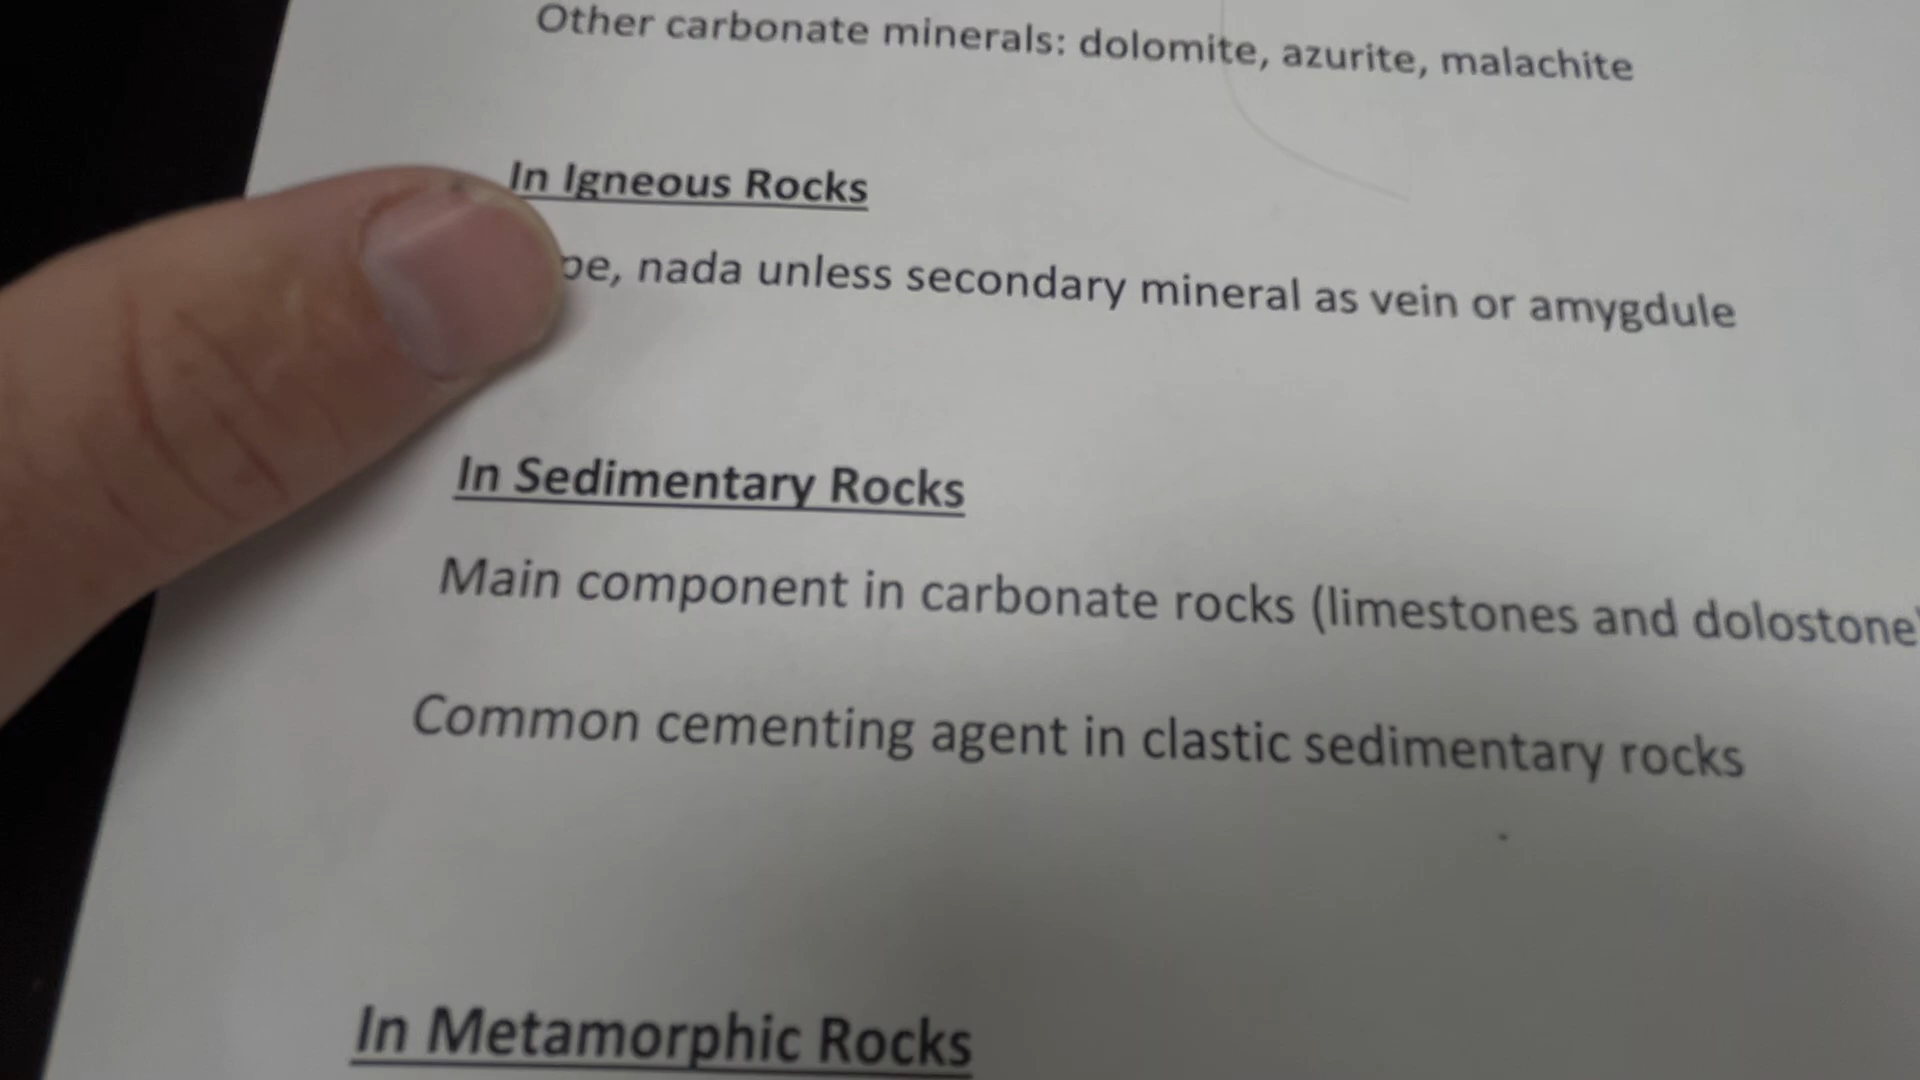 Other carbonate minerals: dolomite, azurite, malachite
In Igneous Rocks
pe, nada unless secondary mineral as vein or amygdule
In Sedimentary Rocks
Main component in carbonate rocks (limestones and dolostone)
Common cementing agent in clastic sedimentary rocks
In Metamorphic Rocks